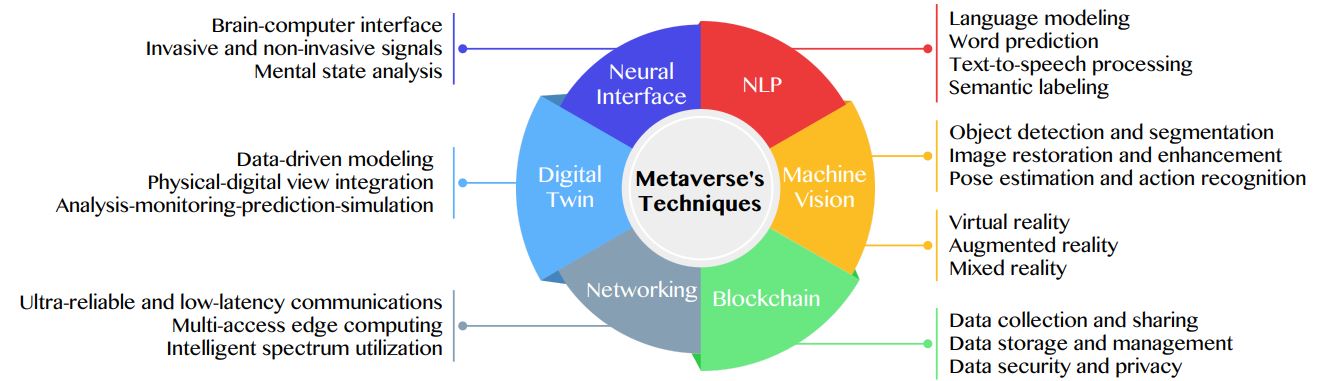 Brain-computer interface
Invasive and non-invasive signals
Mental state analysis
Data-driven modeling
Physical-digital view integration
Analysis-monitoring-prediction-simulation
Ultra-reliable and low-latency communications
Multi-access edge computing
Intelligent spectrum utilization
Neural
Interface
NLP
Digital
Twin
Metaverse's
Techniques
Machine
Vision
Networking
Blockchain
Language modeling
Word prediction
Text-to-speech processing
Semantic labeling
Object detection and segmentation
Image restoration and enhancement
Pose estimation and action recognition
Virtual reality
Augmented reality
Mixed reality
Data collection and sharing
Data storage and management
Data security and privacy